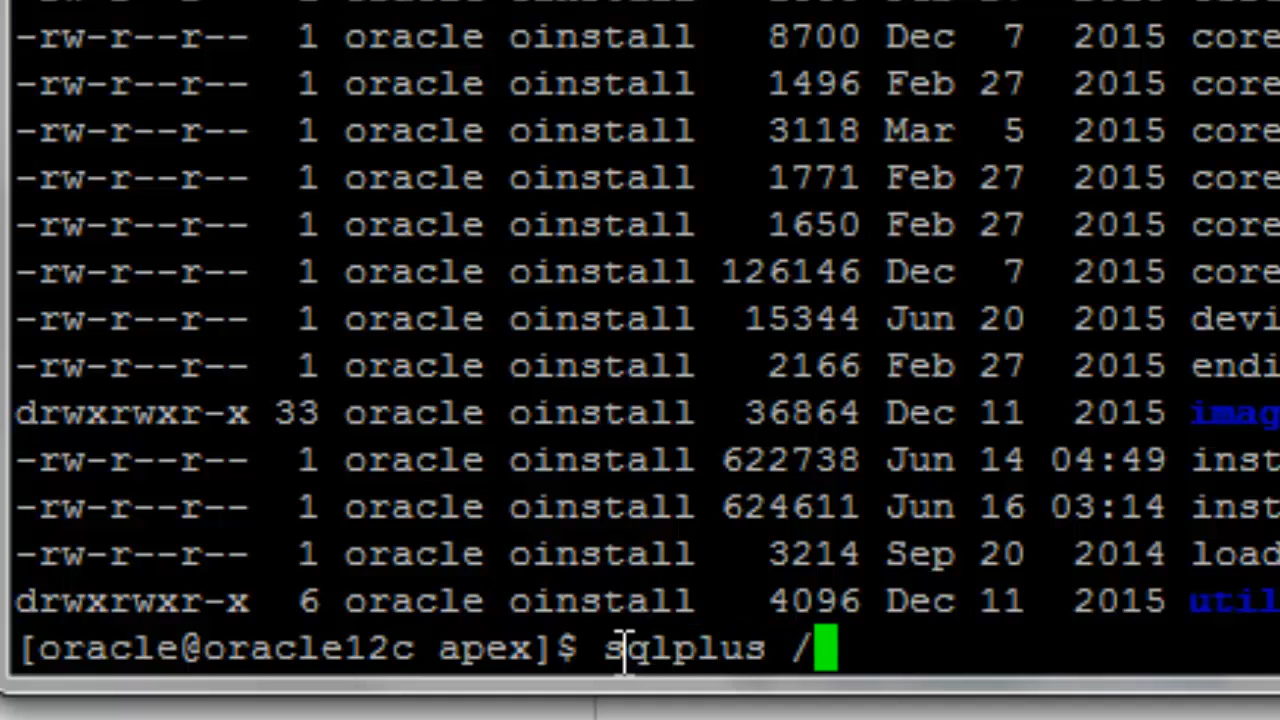 -rw-r--r-- 1 oracle oinstall 8700 Dec 7 2015 core
-rw-r--r-- 1 oracle oinstall 1496 Feb 27 2015 core
-rw-r--r-- 1 oracle oinstall 3118 Mar 5 2015 core
-rw-r--r-- 1 oracle oinstall 1771 Feb 27 2015 core
-rw-r--r-- 1 oracle oinstall 1650 Feb 27 2015 core
-rw-r--r-- 1 oracle oinstall 126146 Dec 7 2015 core
-rw-r--r-- 1 oracle oinstall 15344 Jun 20 2015 devi
-rw-r--r-- 1 oracle oinstall 2166 Feb 27 2015 endi
drwxrwxr-x 33 oracle oinstall 36864 Dec 11 2015 imag
-rw-r--r-- 1 oracle oinstall 622738 Jun 14 04:49 inst
-rw-r--r-- 1 oracle oinstall 624611 Jun 16 03:14 inst
-rw-r--r-- 1 oracle oinstall 3214 Sep 20 2014 load
drwxrwxr-x 6 oracle oinstall 4096 Dec 11 2015 util
[oracle@oracle12c apex]$ sqlplus /